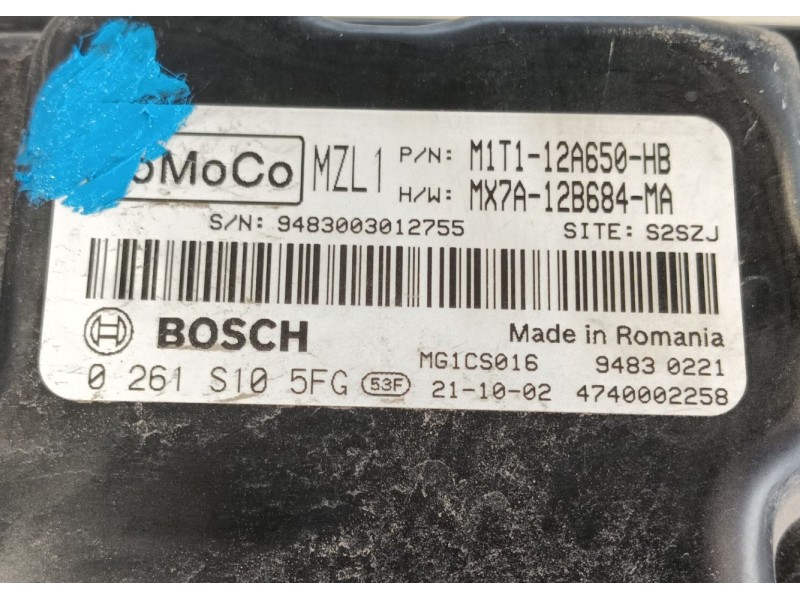 MoCo MZL1 P/N: M1T1-12A650-HB
H/W: MX7A-12B684-MA
S/N: 9483003012755 SITE: S2SZJ
BOSCH Made in Romania
MG1CS016 9483 0221
0 261 S10 5FG 53F 21-10-02 4740002258